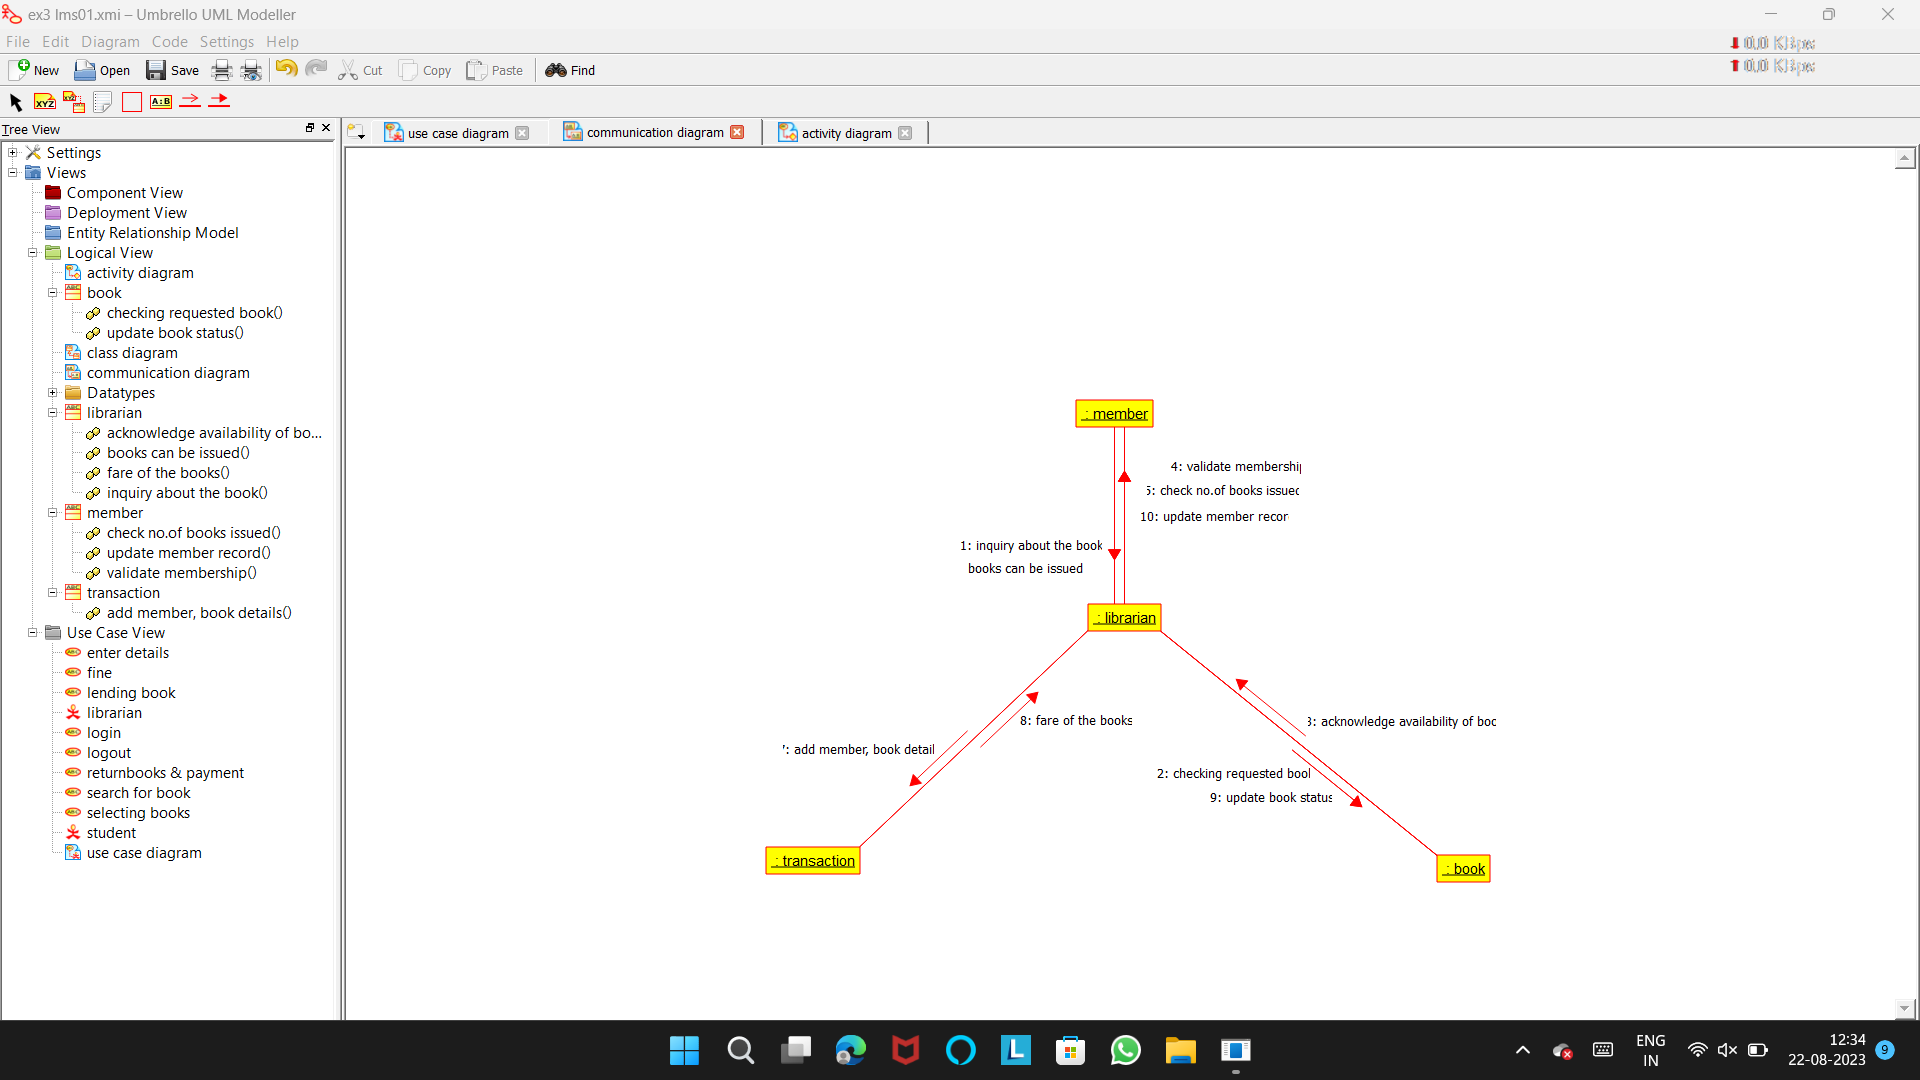 ex3 lms01.xmi – Umbrello UML Modeller
File Edit Diagram Code Settings Help
0.0 KBps
New Open Save Cut Copy Paste Find
0.0 KBps
XYZ A:B
Tree View
use case diagram communication diagram activity diagram
Settings
Views
Component View
Deployment View
Entity Relationship Model
Logical View
activity diagram
book
checking requested book()
update book status()
class diagram
communication diagram
Datatypes
librarian
acknowledge availability of bo...
books can be issued()
fare of the books()
inquiry about the book()
member
check no.of books issued()
update member record()
validate membership()
transaction
add member, book details()
Use Case View
enter details
fine
lending book
librarian
login
logout
returnbooks & payment
search for book
selecting books
student
use case diagram
: member
4: validate membership
5: check no.of books issued
10: update member recor
1: inquiry about the book
books can be issued
: librarian
8: fare of the books
3: acknowledge availability of boo
7: add member, book detail
2: checking requested book
9: update book status
: transaction
: book
ENG
IN
12:34
22-08-2023
9